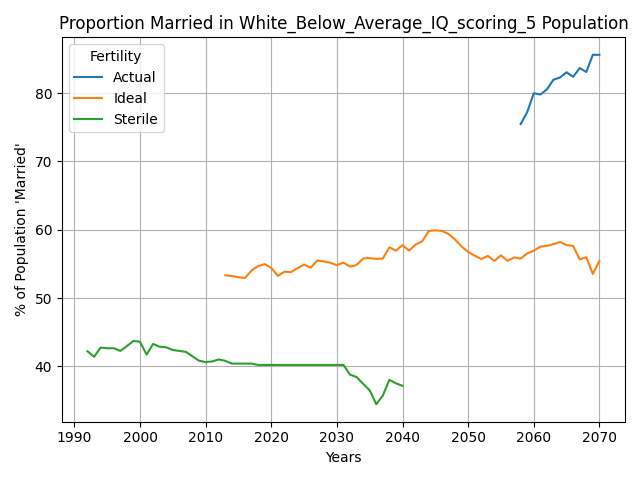 Proportion Married in White_Below_Average_IQ_scoring_5 Population
Fertility
Actual
Ideal
Sterile
% of Population 'Married'
80
70
60
50
40
1990 2000 2010 2020 2030 2040 2050 2060 2070
Years